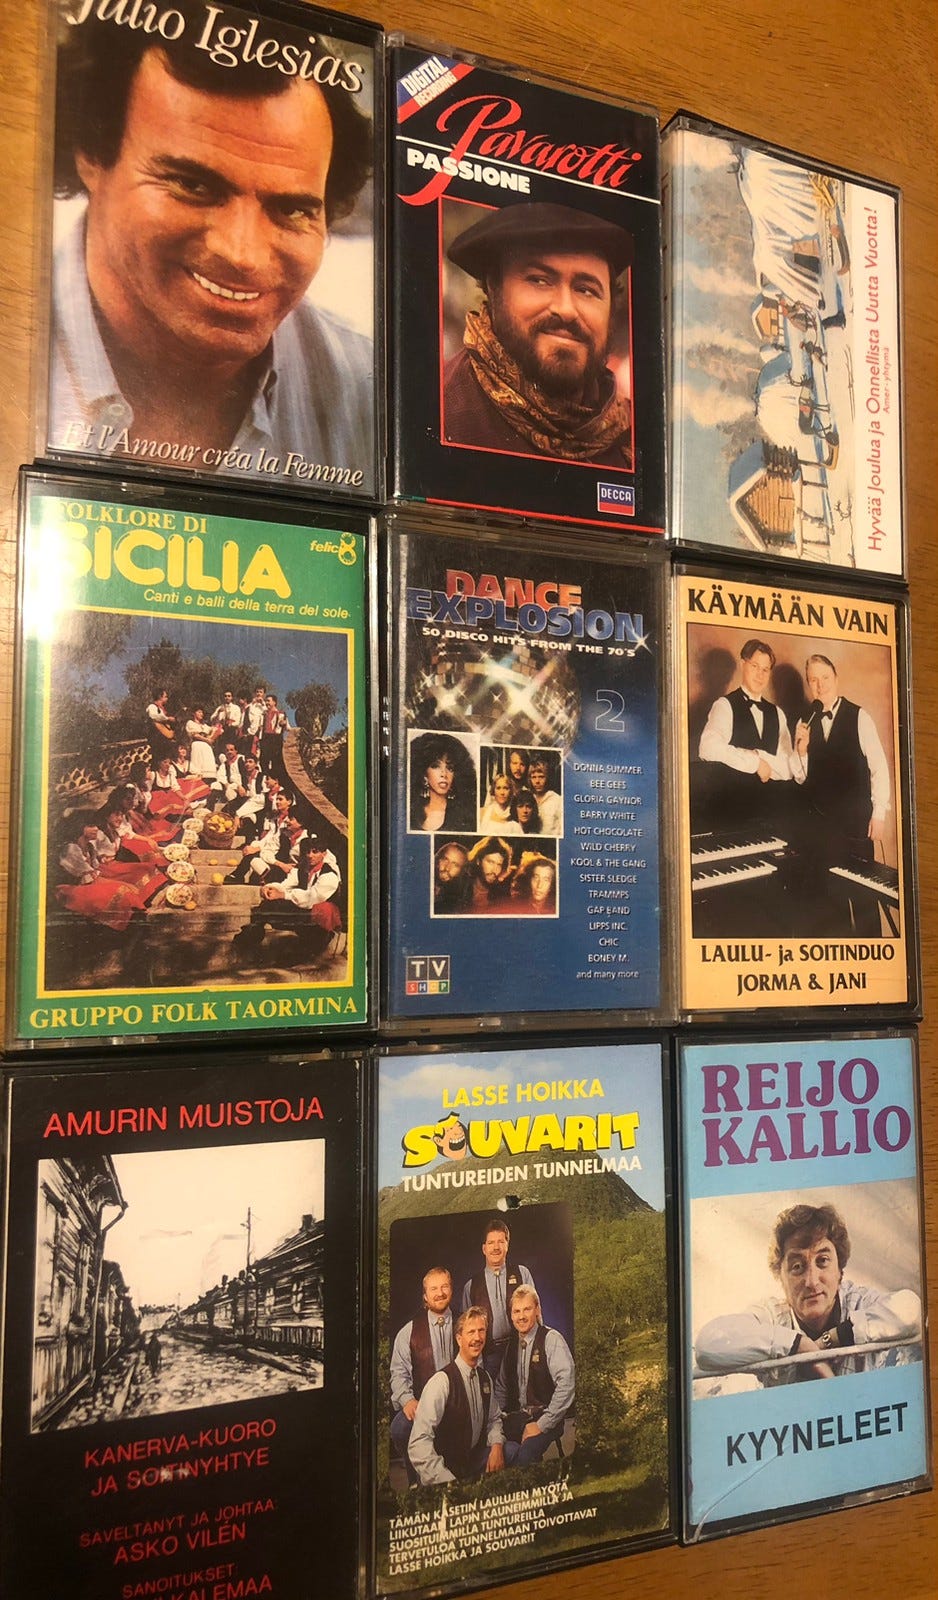 Julio Iglesias
Et l'Amour créa la Femme
DIGITAL
RECORDING
Pavarotti
PASSIONE
DECCA
Hyvää Joulua ja Onnellista Uutta Vuotta!
Amer-yhtymä
FOLKLORE DI
SICILIA
felic8
Canti e balli della terra del sole
GRUPPO FOLK TAORMINA
DANCE
EXPLOSION
50 DISCO HITS FROM THE 70'S
2
DONNA SUMMER
BEE GEES
GLORIA GAYNOR
BARRY WHITE
HOT CHOCOLATE
WILD CHERRY
KOOL & THE GANG
SISTER SLEDGE
TRAMMPS
GAP BAND
LIPPS INC.
CHIC
BONEY M.
and many more
TV
SHOP
KÄYMÄÄN VAIN
LAULU- ja SOITINDUO
JORMA & JANI
AMURIN MUISTOJA
KANERVA-KUORO
JA SOITINYHTYE
SÄVELTÄNYT JA JOHTAA:
ASKO VILÉN
SANOITUKSET
KALEMAA
LASSE HOIKKA
SOUVARIT
TUNTUREIDEN TUNNELMAA
TÄMÄN KASETIN LAULUJEN MYÖTÄ
LIIKUTAAN LAPIN KAUNEIMMILLA JA
SUOSITUIMMILLA TUNTUREILLA
TERVETULOA TUNNELMAAN TOIVOTTAVAT
LASSE HOIKKA JA SOUVARIT
REIJO
KALLIO
KYYNELEET